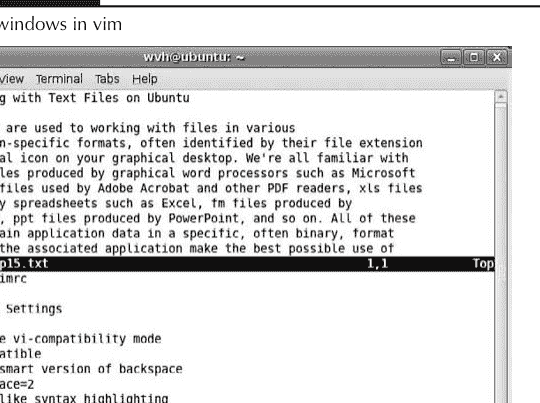 windows in vim
wvh@ubuntu: ~
View Terminal Tabs Help
g with Text Files on Ubuntu
are used to working with files in various
n-specific formats, often identified by their file extension
al icon on your graphical desktop. We're all familiar with
les produced by graphical word processors such as Microsoft
files used by Adobe Acrobat and other PDF readers, xls files
y spreadsheets such as Excel, fm files produced by
, ppt files produced by PowerPoint, and so on. All of these
ain application data in a specific, often binary, format
the associated application make the best possible use of
p15.txt 1,1 Top
imrc
Settings
e vi-compatibility mode
atible
smart version of backspace
ace=2
like syntax highlighting